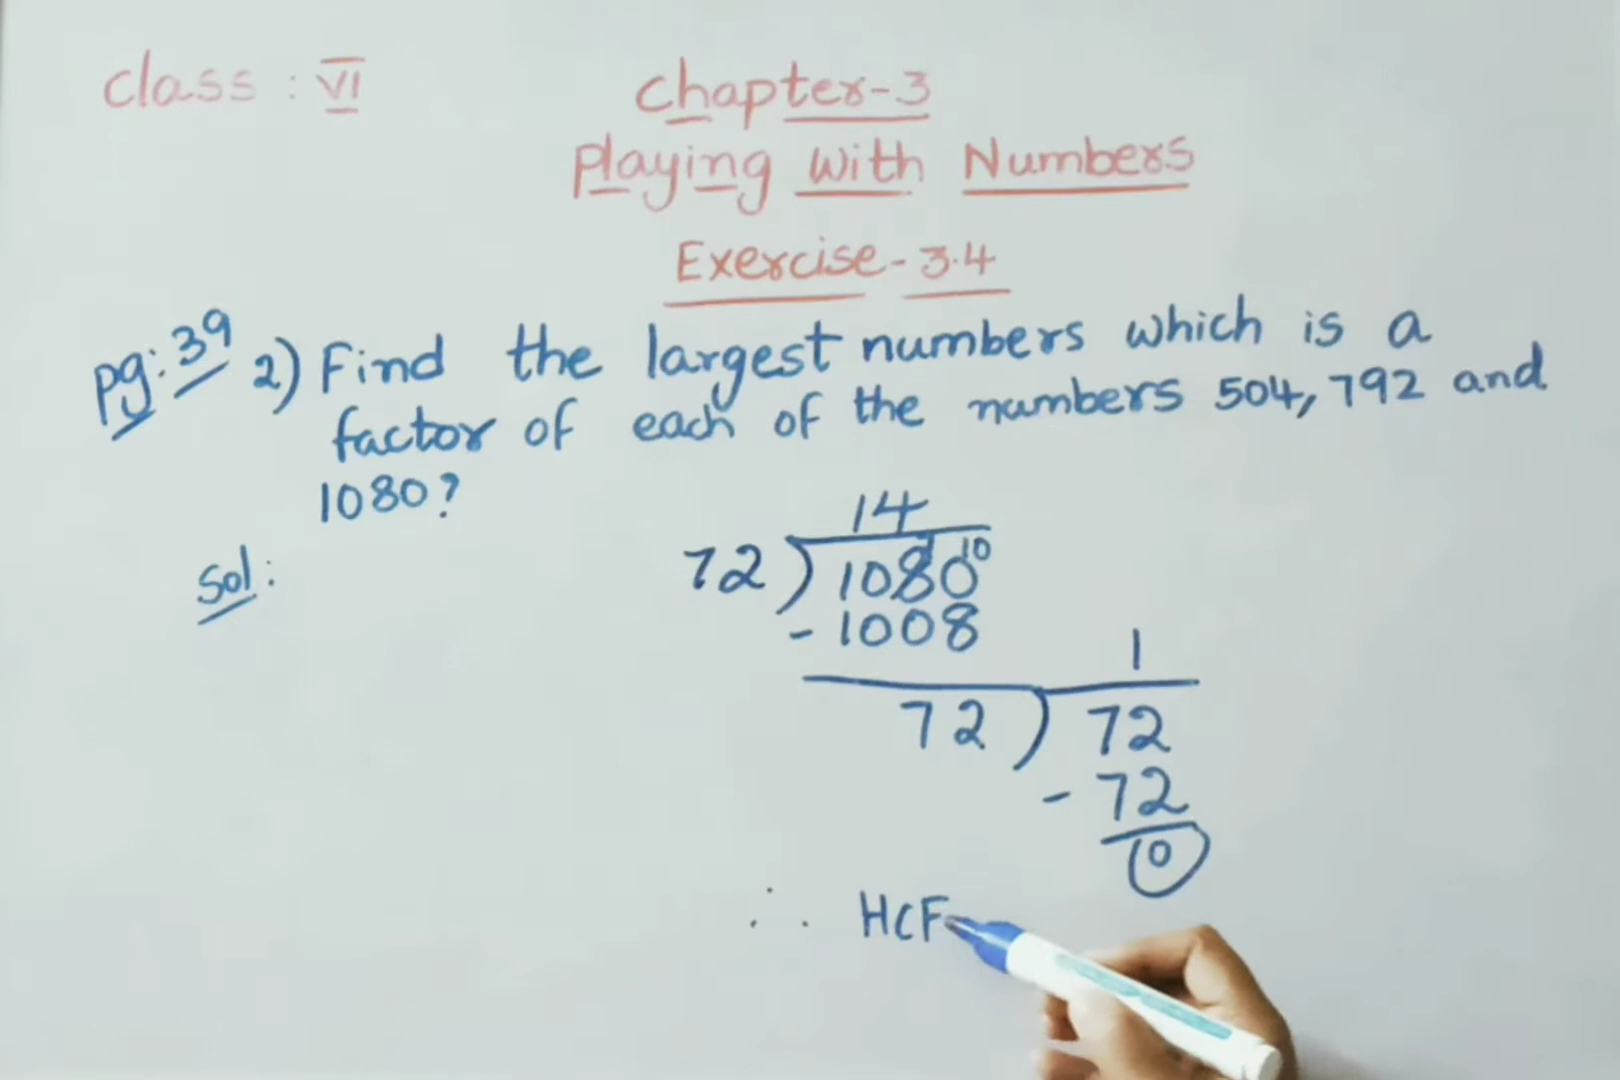 Class : VI
Chapter-3
Playing with Numbers
Exercise-3.4
pg:39
2) Find the largest numbers which is a
factor of each of the numbers 504, 792 and
1080?
Sol:
14
72 ) 1080 10
- 1008
1
72 ) 72
- 72
0
∴ HCF